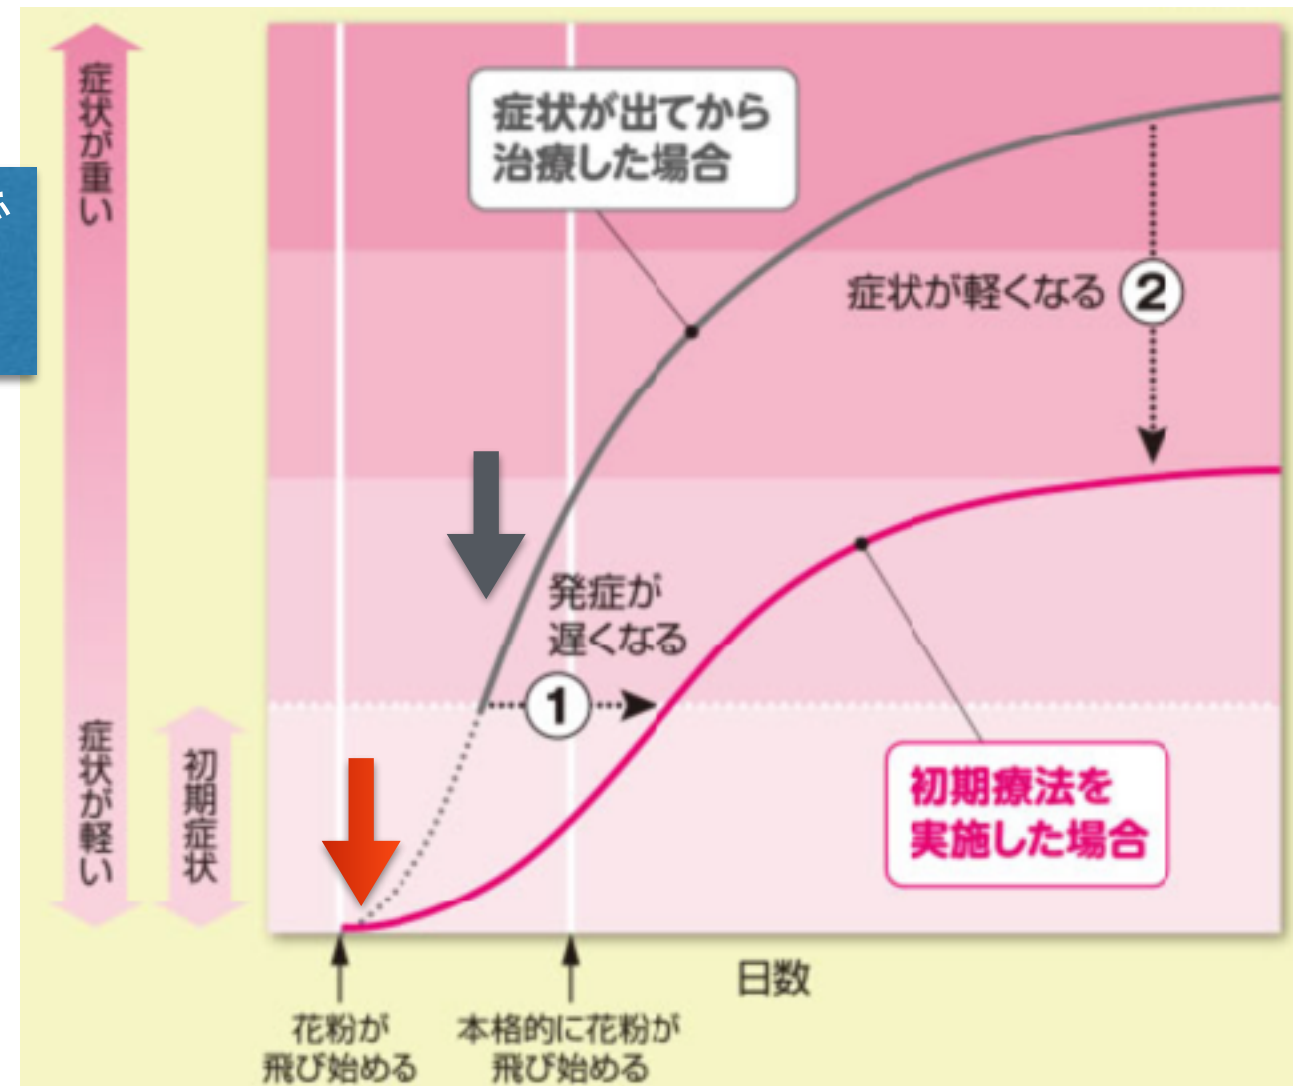 症状が重い
症状が軽い
初期症状
症状が出てから
治療した場合
症状が軽くなる ②
発症が
遅くなる
①
初期療法を
実施した場合
日数
花粉が
飛び始める
本格的に花粉が
飛び始める